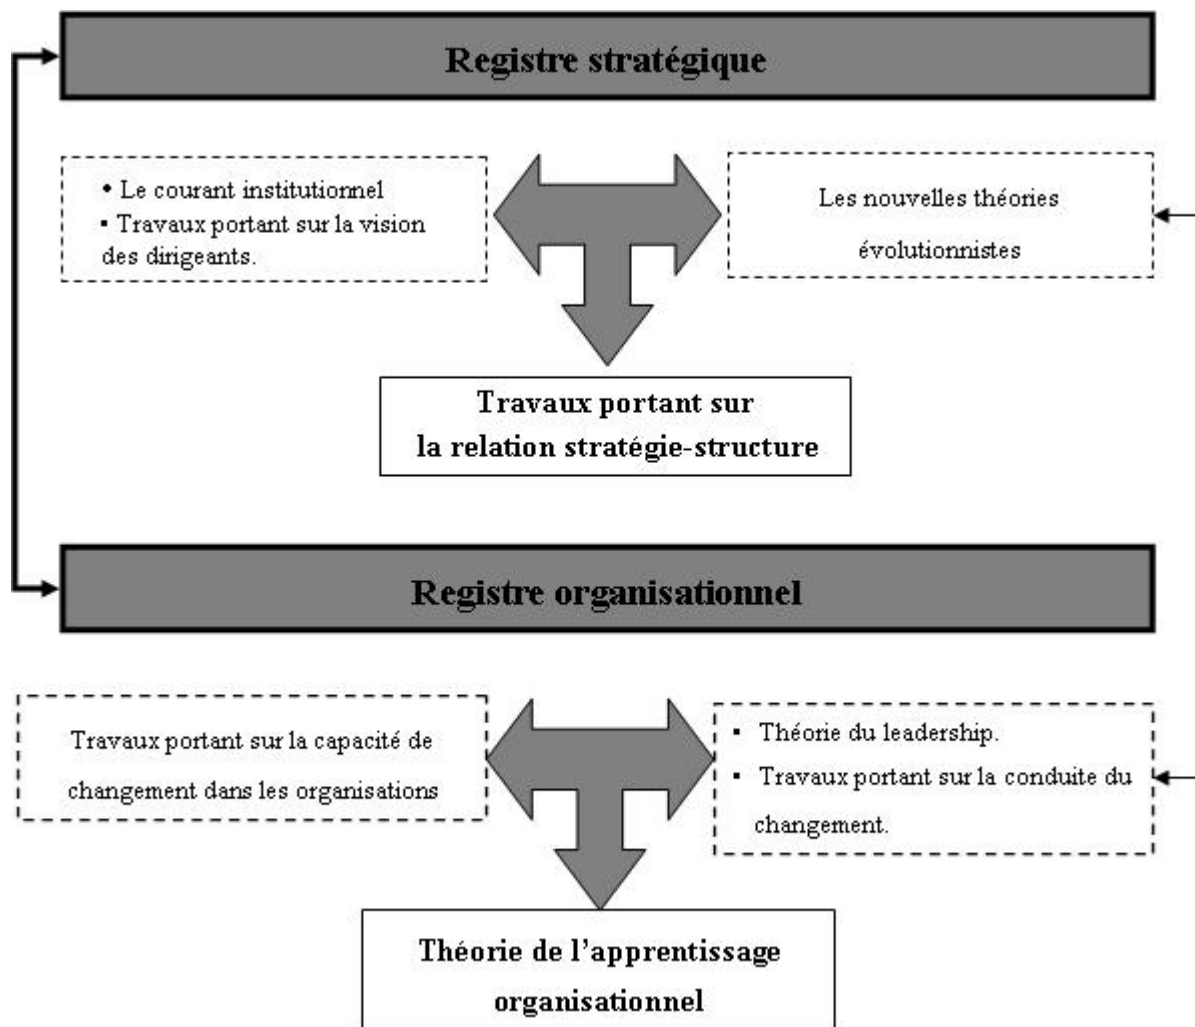 Registre stratégique
• Le courant institutionnel
▪ Travaux portant sur la vision
des dirigeants.
Les nouvelles théories
évolutionnistes
Travaux portant sur
la relation stratégie-structure
Registre organisationnel
Travaux portant sur la capacité de
changement dans les organisations
▪ Théorie du leadership.
▪ Travaux portant sur la conduite du
changement.
Théorie de l’apprentissage
organisationnel